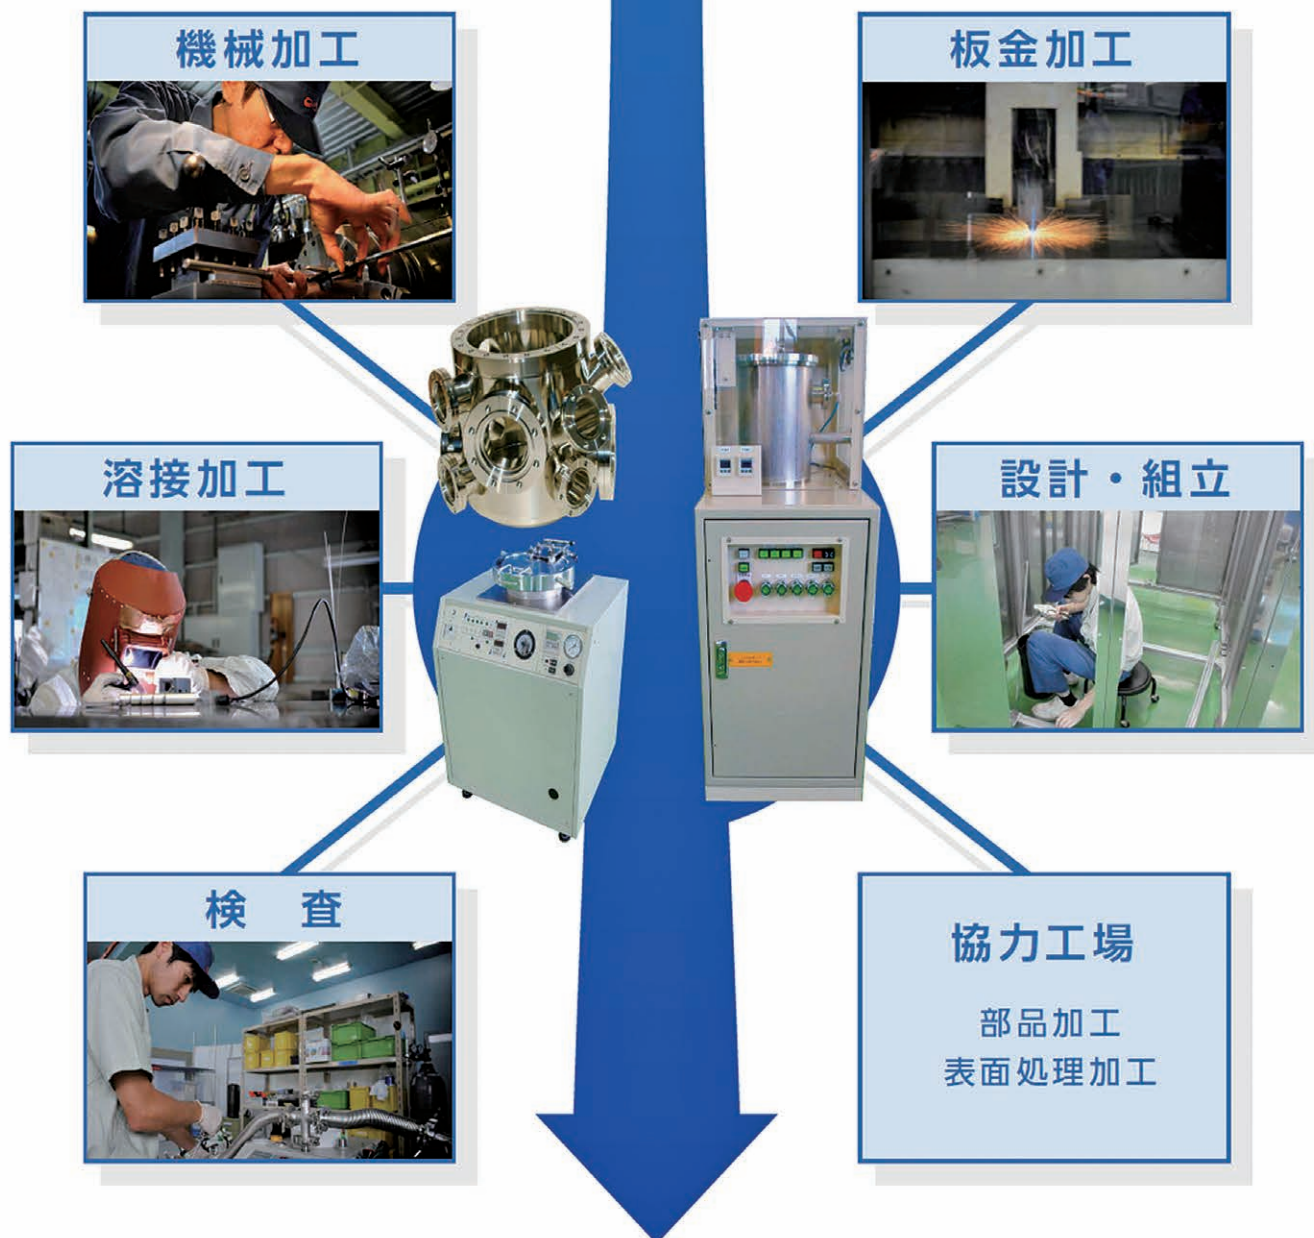 機械加工
板金加工
溶接加工
設計・組立
検　査
協力工場
部品加工
表面処理加工